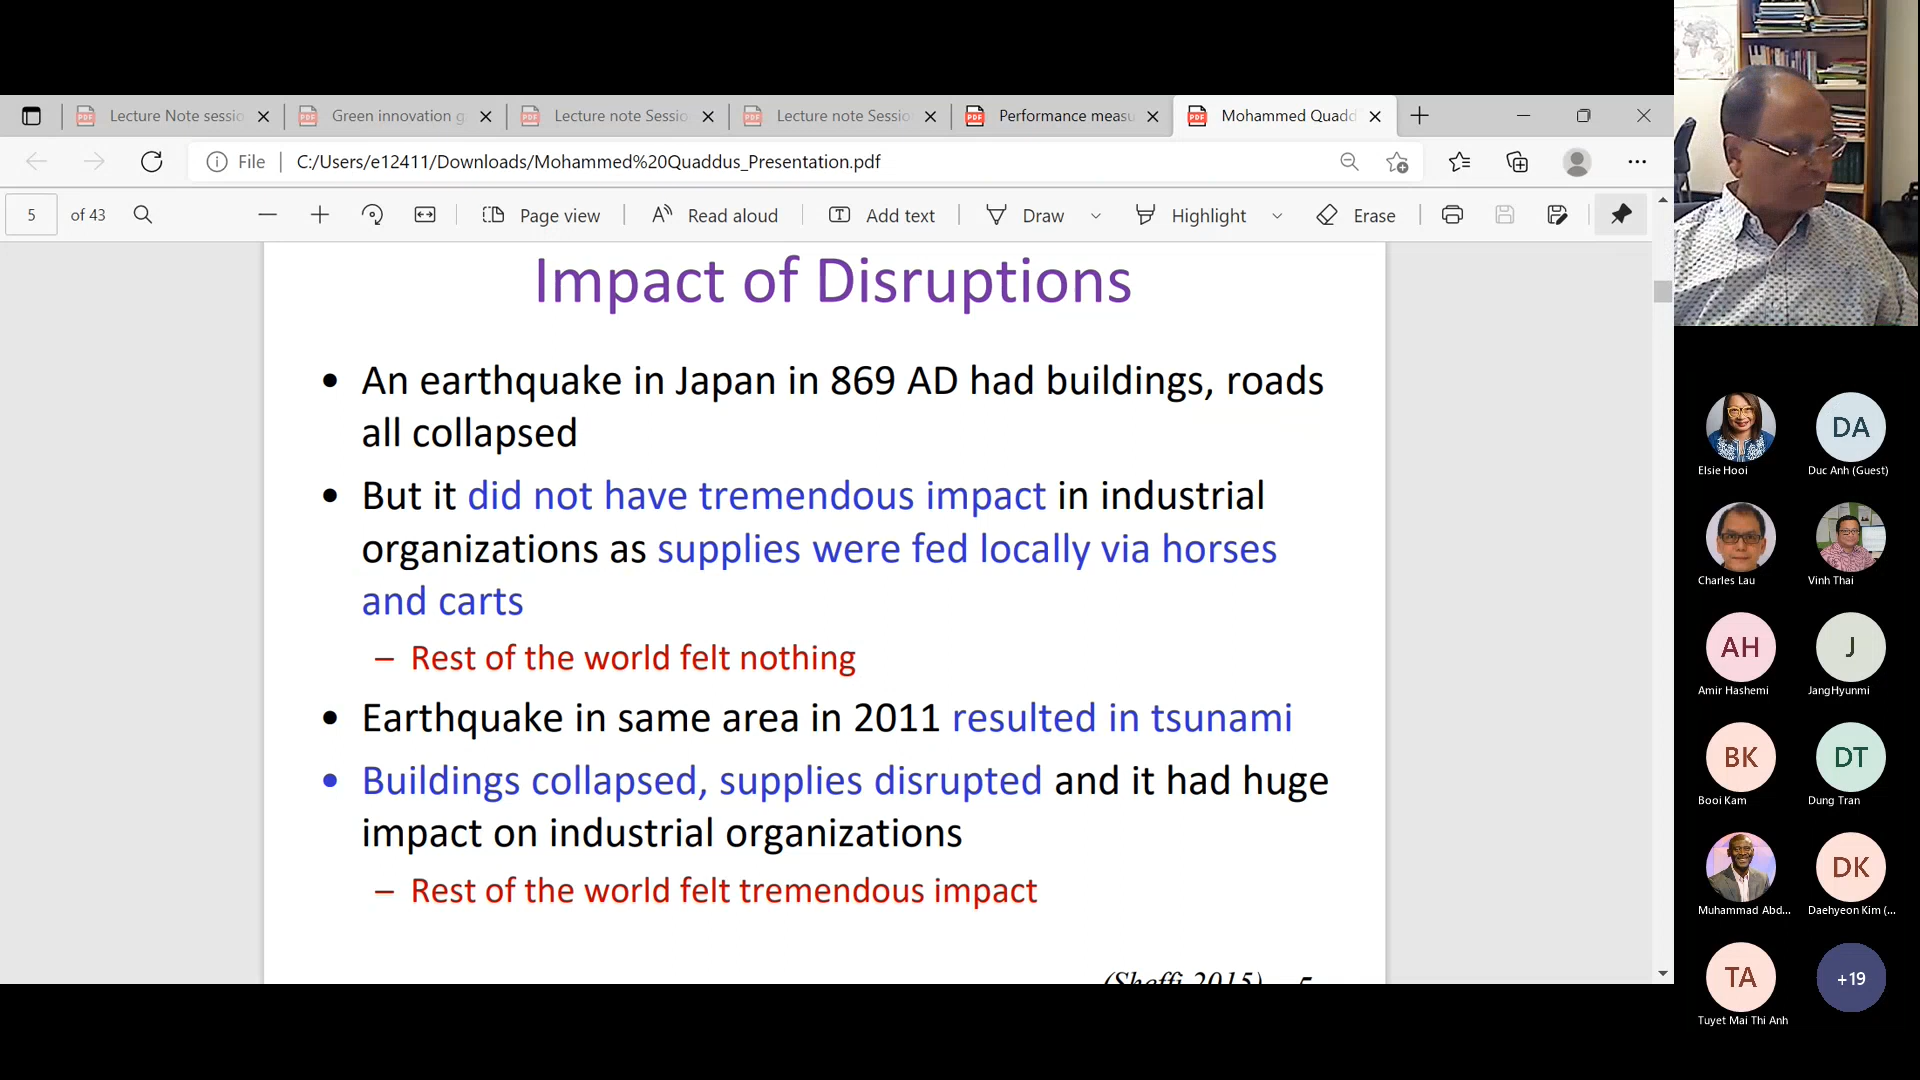 Lecture Note sessi
Green innovation g
Lecture note Sessio
Lecture note Sessio
Performance measu
Mohammed Quadd
File
C:/Users/e12411/Downloads/Mohammed%20Quaddus_Presentation.pdf
5 of 43
Page view
Read aloud
Add text
Draw
Highlight
Erase
Impact of Disruptions
• An earthquake in Japan in 869 AD had buildings, roads
all collapsed
• But it did not have tremendous impact in industrial
organizations as supplies were fed locally via horses
and carts
– Rest of the world felt nothing
• Earthquake in same area in 2011 resulted in tsunami
• Buildings collapsed, supplies disrupted and it had huge
impact on industrial organizations
– Rest of the world felt tremendous impact
(Sheffi 2015) 5
Elsie Hooi
DA
Duc Anh (Guest)
Charles Lau
Vinh Thai
AH
Amir Hashemi
J
JangHyunmi
BK
Booi Kam
DT
Dung Tran
Muhammad Abd...
DK
Daehyeon Kim (...
TA
Tuyet Mai Thi Anh
+19